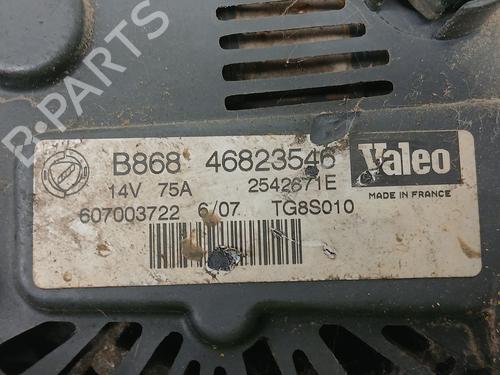 B868 46823546 Valeo
14V 75A 2542671E MADE IN FRANCE
607003722 6/07 TG8S010
B-PARTS